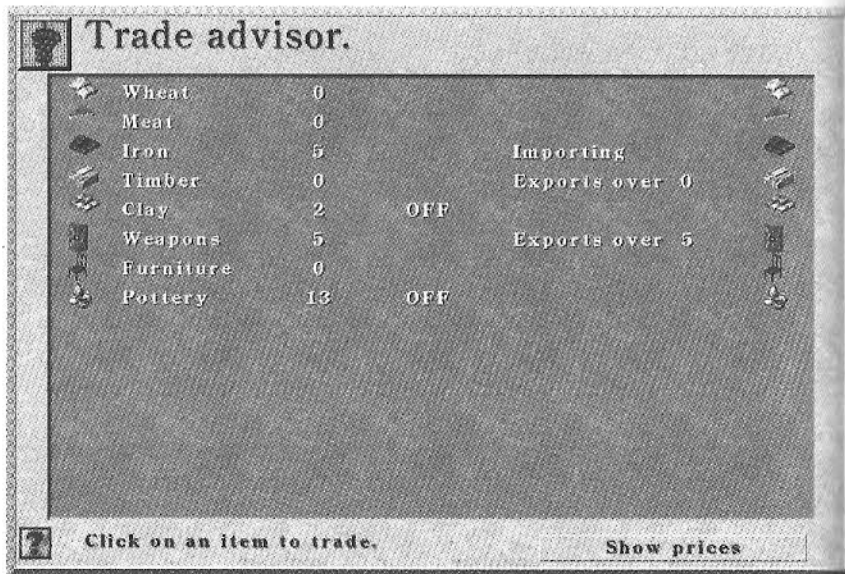 Trade advisor.
Wheat 0
Meat 0
Iron 5 Importing
Timber 0 Exports over 0
Clay 2 OFF
Weapons 5 Exports over 5
Furniture 0
Pottery 13 OFF
Click on an item to trade.
Show prices